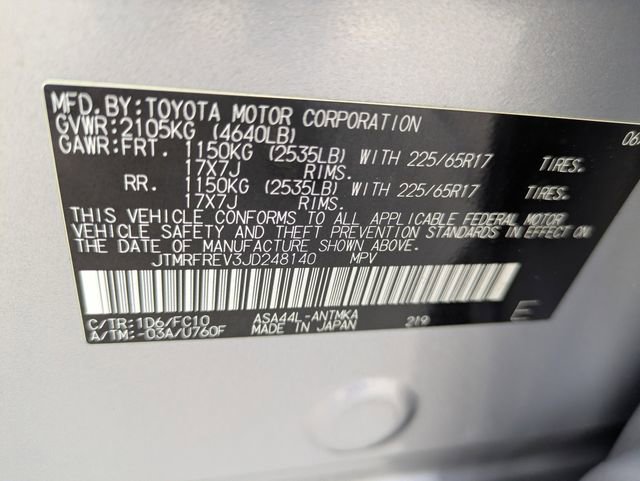 MFD.BY:TOYOTA MOTOR CORPORATION
GVWR:2105KG (4640LB)
GAWR:FRT. 1150KG (2535LB) WITH 225/65R17 TIRES.
17X7J RIMS.
RR. 1150KG (2535LB) WITH 225/65R17 TIRES.
17X7J RIMS.
THIS VEHICLE CONFORMS TO ALL APPLICABLE FEDERAL MOTOR
VEHICLE SAFETY AND THEFT PREVENTION STANDARDS IN EFFECT ON
THE DATE OF MANUFACTURE SHOWN ABOVE.
JTMRFREV3JD248140 MPV
C/TR:1D6/FC10 ASA44L-ANTMKA 219 E
A/TM:-03A/U760F MADE IN JAPAN